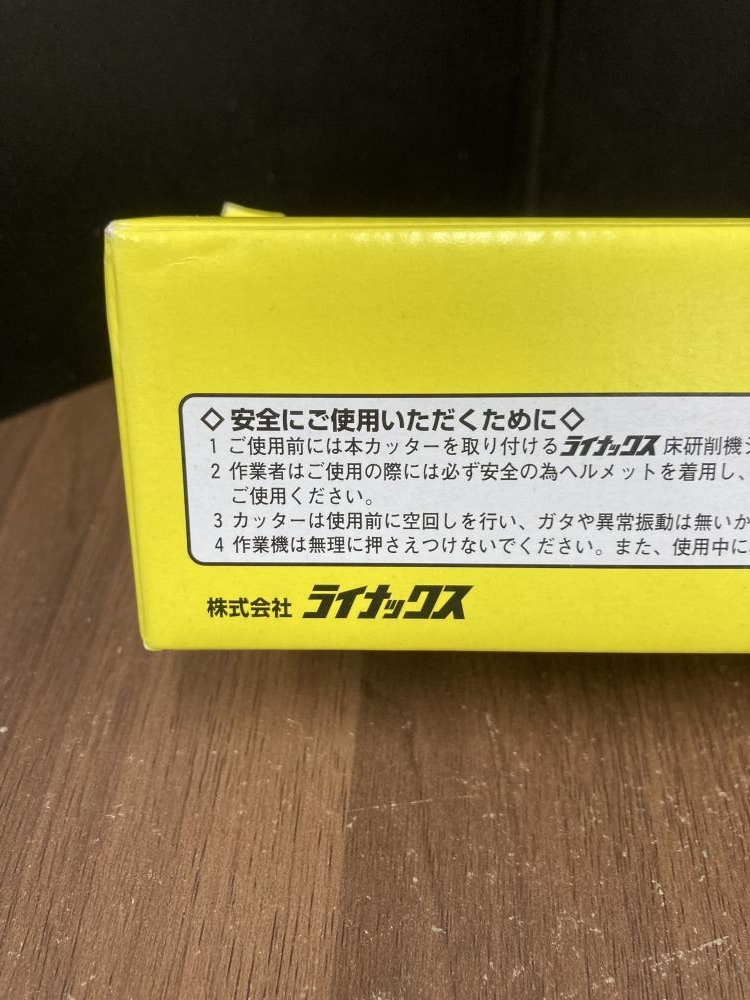 ◇安全にご使用いただくために◇
1 ご使用前には本カッターを取り付けるライナックス床研削機
2 作業者はご使用の際には必ず安全の為ヘルメットを着用し、
ご使用ください。
3 カッターは使用前に空回しを行い、ガタや異常振動は無いか
4 作業機は無理に押さえつけないでください。また、使用中に
株式会社 ライナックス